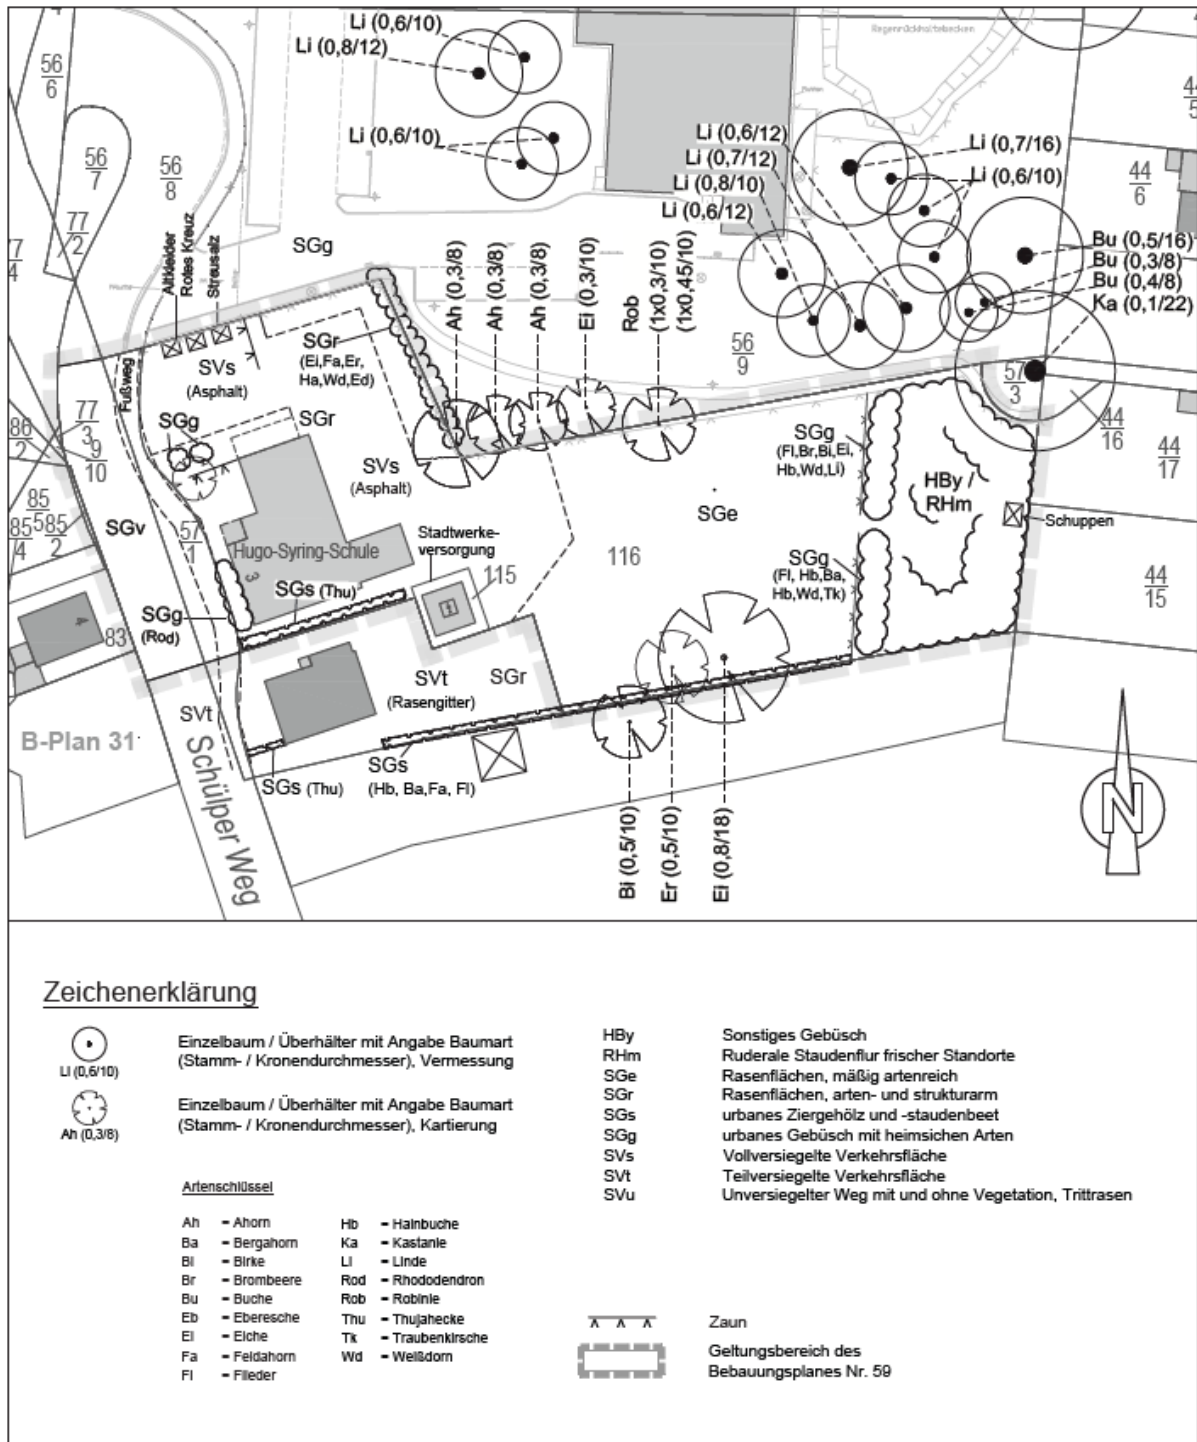 Li (0,6/10)
Li (0,8/12)
Li (0,6/10)
Regenrückhaltebecken
Li (0,6/12)
Li (0,7/12)
Li (0,8/10)
Li (0,6/12)
Li (0,7/16)
Li (0,6/10)
Bu (0,5/16)
Bu (0,3/8)
Bu (0,4/8)
Ka (0,1/22)
56
6
56
7
56
8
77
2
77
4
44
5
44
6
Altkleider
Rotes Kreuz
Streusalz
SGg
Ah (0,3/8)
Ah (0,3/8)
Ah (0,3/8)
Ei (0,3/10)
Rob
(1x0,3/10)
(1x0,45/10)
56
9
SVs
(Asphalt)
SGr
(Ei,Fa,Er,
Ha,Wd,Ed)
Fußweg
SGg
SGr
SVs
(Asphalt)
SGg
(Fl,Br,Bi,Ei,
Hb,Wd,Li)
HBy /
RHm
57
3
44
16
44
17
77
3
9
10
86
2
85
5
85
4
85
2
SGv
57
1
Hugo-Syring-Schule
3
Stadtwerke-
versorgung
115
116
SGe
Schuppen
SGg
(Fl, Hb,Ba,
Hb,Wd,Tk)
44
15
SGs (Thu)
SGg
(Rod)
4
83
SVt
(Rasengitter)
SGr
SVt
B-Plan 31
Schülper Weg
SGs (Thu)
SGs
(Hb, Ba,Fa, Fl)
Bi (0,5/10)
Er (0,5/10)
Ei (0,8/18)
N
Zeichenerklärung
Li (0,6/10)
Einzelbaum / Überhälter mit Angabe Baumart
(Stamm- / Kronendurchmesser), Vermessung
Ah (0,3/8)
Einzelbaum / Überhälter mit Angabe Baumart
(Stamm- / Kronendurchmesser), Kartierung
HBy Sonstiges Gebüsch
RHm Ruderale Staudenflur frischer Standorte
SGe Rasenflächen, mäßig artenreich
SGr Rasenflächen, arten- und strukturarm
SGs urbanes Ziergehölz und -staudenbeet
SGg urbanes Gebüsch mit heimsichen Arten
SVs Vollversiegelte Verkehrsfläche
SVt Teilversiegelte Verkehrsfläche
SVu Unversiegelter Weg mit und ohne Vegetation, Trittrasen
Artenschlüssel
Ah - Ahorn
Ba - Bergahorn
Bi - Birke
Br - Brombeere
Bu - Buche
Eb - Eberesche
Ei - Eiche
Fa - Feldahorn
Fl - Flieder
Hb - Hainbuche
Ka - Kastanie
Li - Linde
Rod - Rhododendron
Rob - Robinie
Thu - Thujahecke
Tk - Traubenkirsche
Wd - Weißdorn
Zaun
Geltungsbereich des
Bebauungsplanes Nr. 59